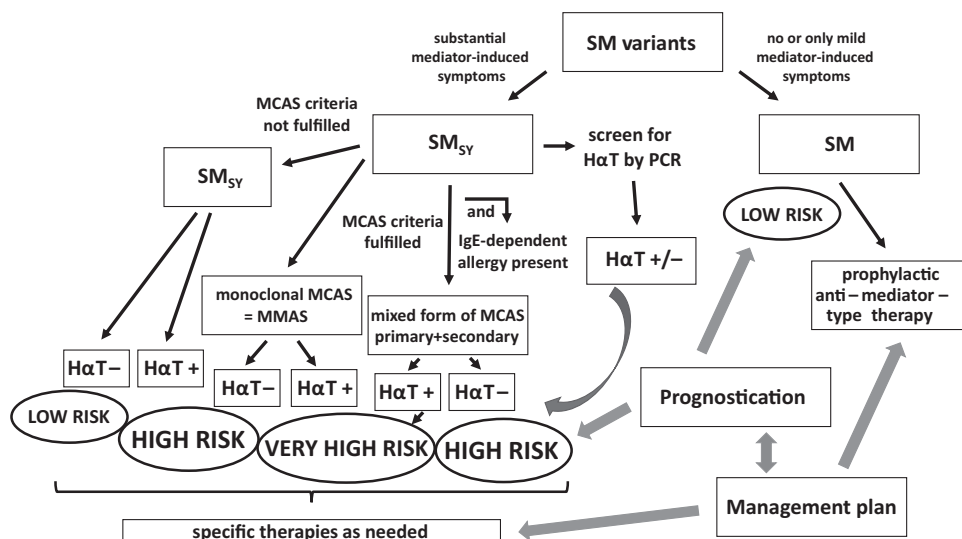 SM variants
substantial
mediator-induced
symptoms
no or only mild
mediator-induced
symptoms
MCAS criteria
not fulfilled
SMSY
SMSY
screen for
HαT by PCR
SM
LOW RISK
MCAS criteria
fulfilled
and
IgE-dependent
allergy present
HαT +/–
prophylactic
anti – mediator –
type therapy
monoclonal MCAS
= MMAS
mixed form of MCAS
primary+secondary
HαT –
HαT +
HαT –
HαT +
HαT +
HαT –
LOW RISK
HIGH RISK
VERY HIGH RISK
HIGH RISK
Prognostication
Management plan
specific therapies as needed